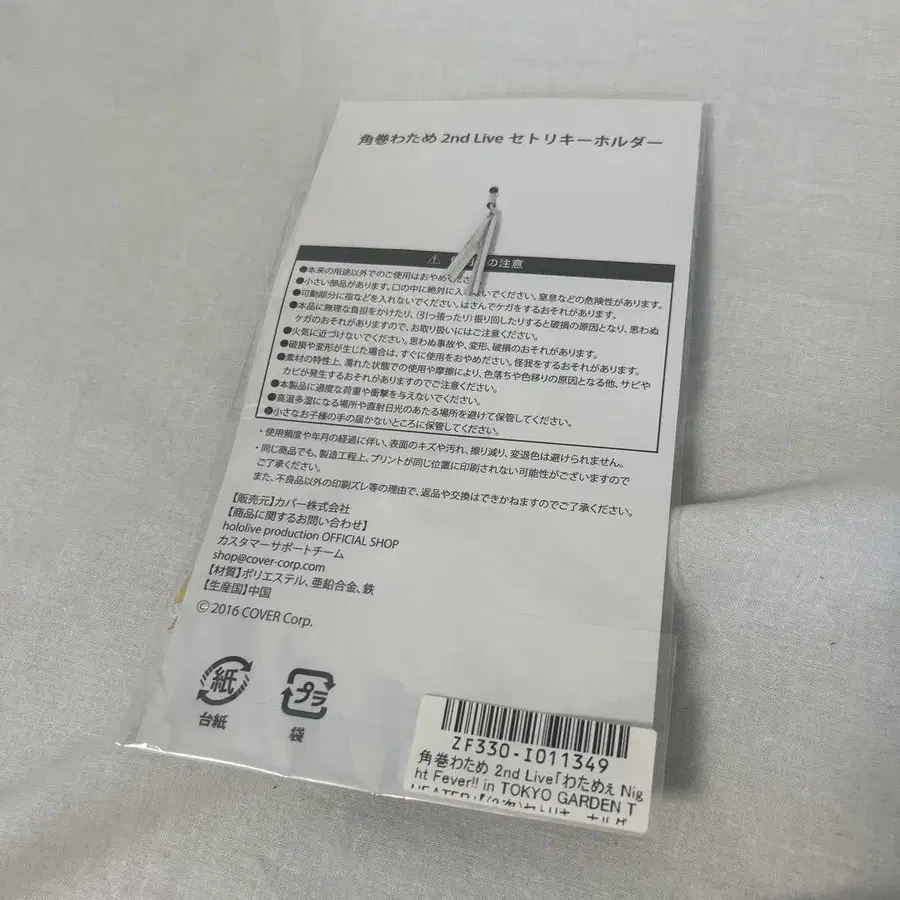 角巻わため 2nd Live セトリキーホルダー
の注意
●本来の用途以外でのご使用はおやめください。
●小さい部品があります。口の中に絶対に入れないでください。窒息などの危険性があります。
●可動部分に指などを入れないでください。はさんでケガをするおそれがあります。
●本品に無理な負担をかけたり、(引っ張ったり)振り回したりすると破損の原因となり、思わぬ
ケガのおそれがありますので、お取り扱いにはご注意ください。
●火気に近づけないでください。思わぬ事故や、変形、破損のおそれがあります。
●破損や変形が生じた場合は、すぐに使用をおやめください。怪我をするおそれがあります。
●素材の特性上、濡れた状態での使用や摩擦により、色落ちや色移りの原因となる他、サビや
カビが発生するおそれがありますのでご注意ください。
●本製品に過度な荷重や衝撃を与えないでください。
●高温多湿になる場所や直射日光のあたる場所を避けて保管してください。
●小さなお子様の手の届かないところに保管してください。
・使用頻度や年月の経過に伴い、表面のキズや汚れ、擦り減り、変退色は避けられません。
・同じ商品でも、製造工程上、プリントが同じ位置に印刷されない可能性がございますので
ご了承ください。
また、不良品以外の印刷ズレ等の理由で、返品や交換はできかねますのでご了承ください。
【販売元】カバー株式会社
【商品に関するお問い合わせ】
hololive production OFFICIAL SHOP
カスタマーサポートチーム
shop@cover-corp.com
【材質】ポリエステル、亜鉛合金、鉄
【生産国】中国
© 2016 COVER Corp.
紙
台紙
プラ
袋
ZF330-I011349
角巻わため 2nd Live「わためぇ Nig
ht Fever!! in TOKYO GARDEN T
HEATER」